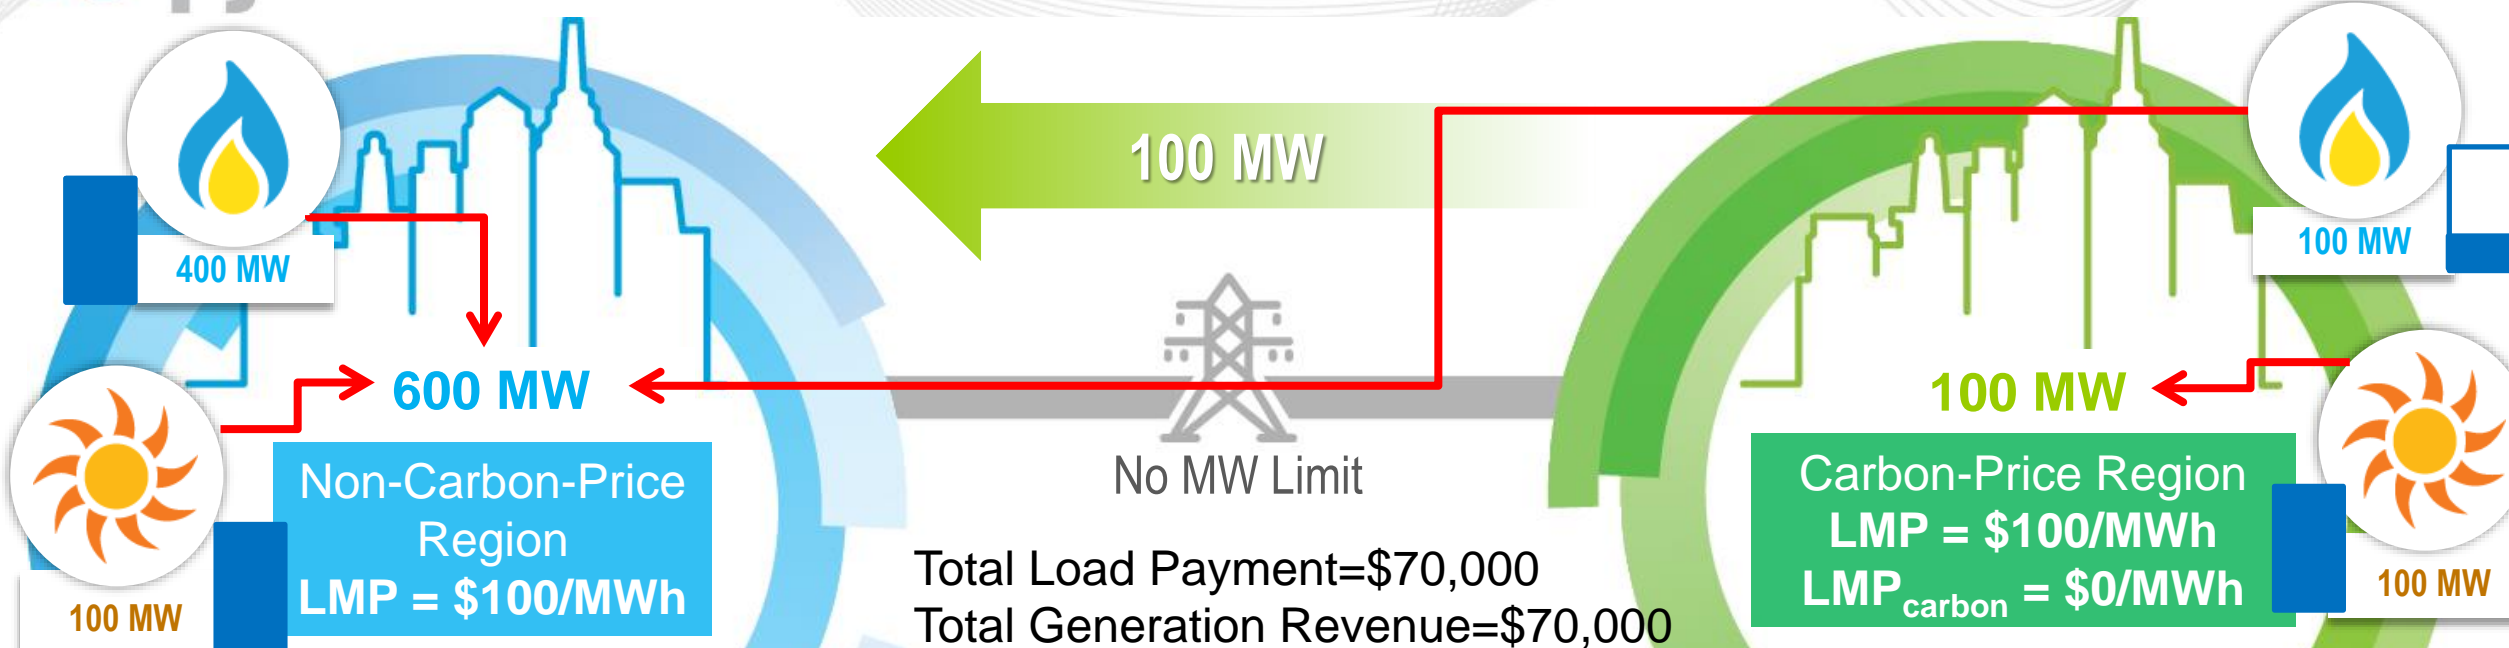 100 MW
400 MW
100 MW
600 MW
100 MW
No MW Limit
Non-Carbon-Price
Region
LMP = $100/MWh
Carbon-Price Region
LMP = $100/MWh
LMPcarbon = $0/MWh
100 MW
100 MW
Total Load Payment=$70,000
Total Generation Revenue=$70,000